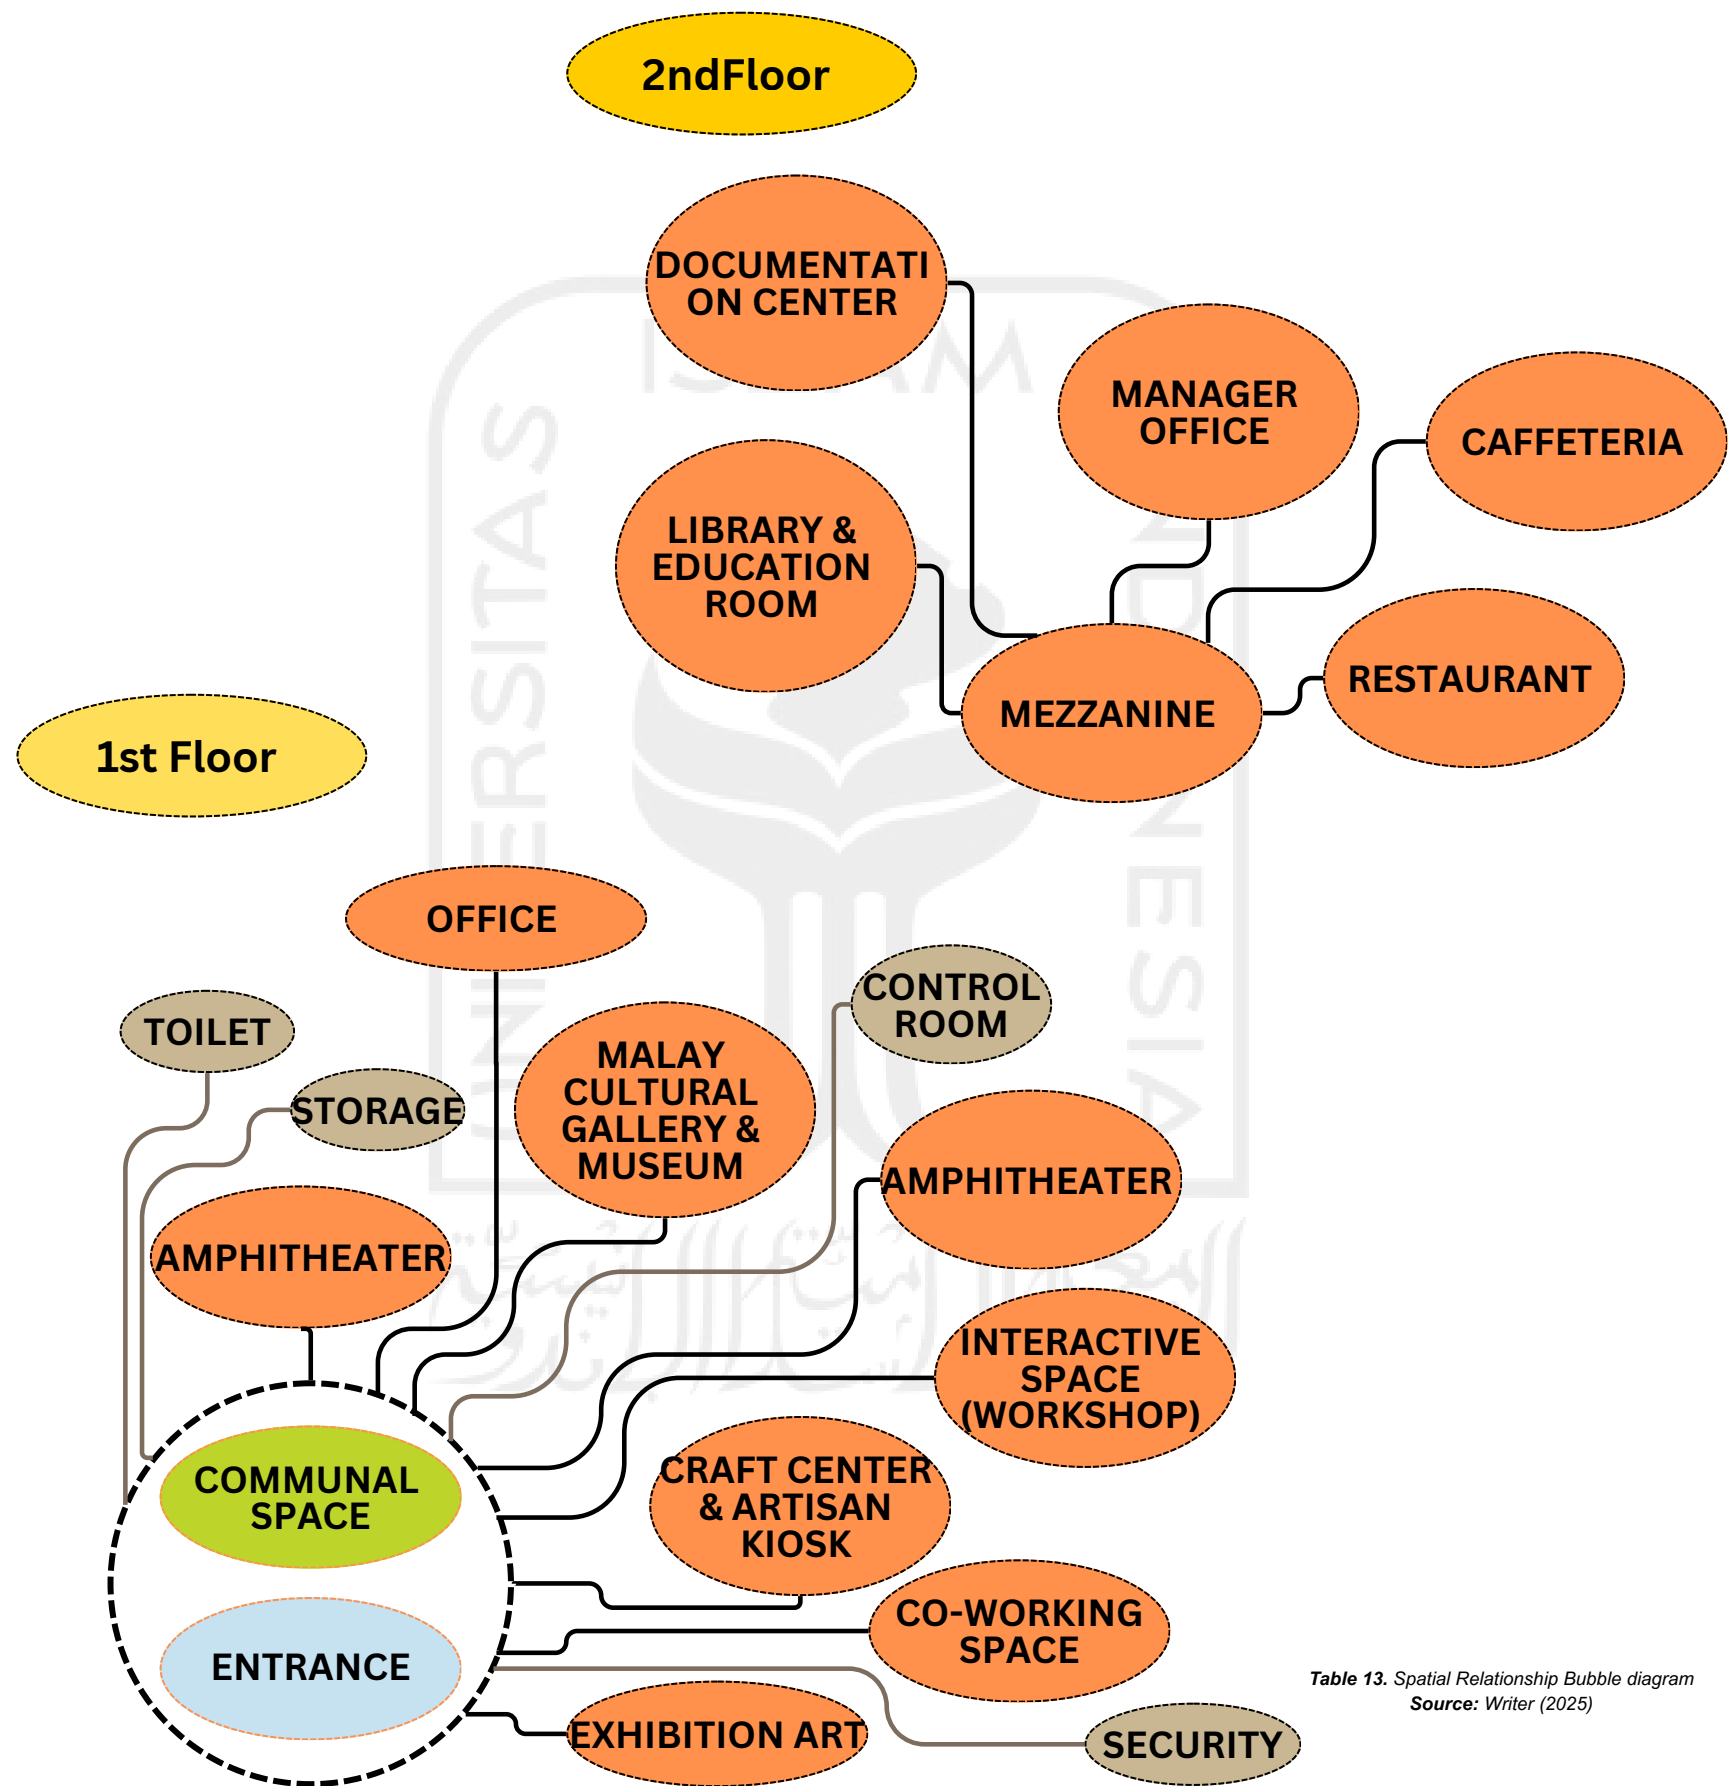 2ndFloor
DOCUMENTATI
ON CENTER
MANAGER
OFFICE
CAFFETERIA
LIBRARY &
EDUCATION
ROOM
RESTAURANT
MEZZANINE
1st Floor
OFFICE
CONTROL
ROOM
TOILET
STORAGE
MALAY
CULTURAL
GALLERY &
MUSEUM
AMPHITHEATER
AMPHITHEATER
INTERACTIVE
SPACE
(WORKSHOP)
COMMUNAL
SPACE
CRAFT CENTER
& ARTISAN
KIOSK
CO-WORKING
SPACE
ENTRANCE
EXHIBITION ART
SECURITY
Table 13. Spatial Relationship Bubble diagram
Source: Writer (2025)
UNIVERSITAS